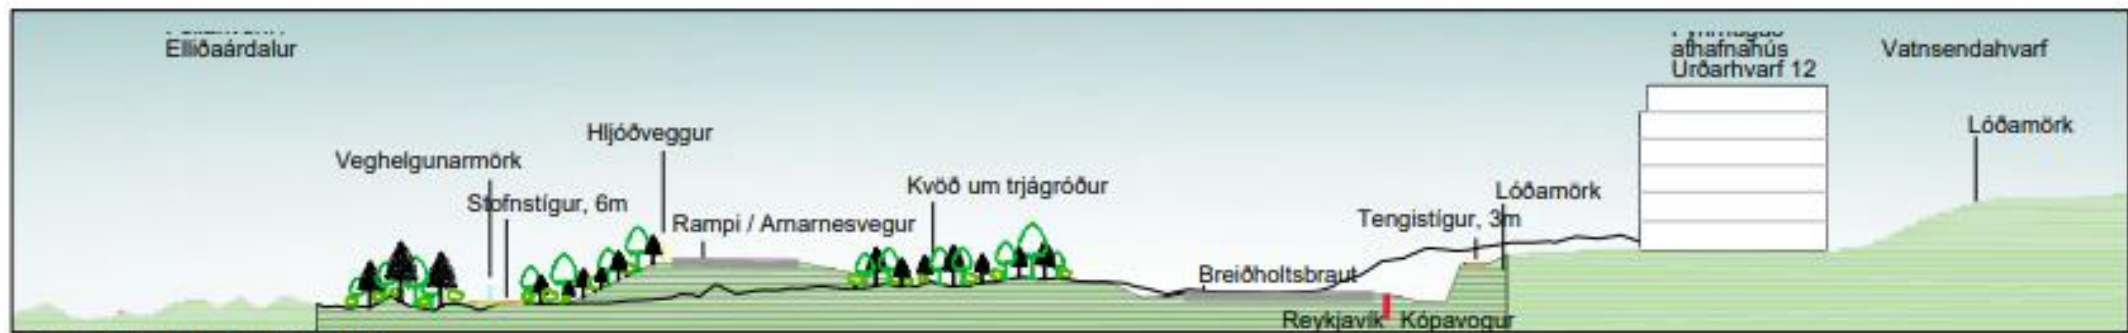 Elliðaárdalur
athafnahús
Urðarhvarf 12
Vatnsendahvarf
Hljóðveggur
Lóðamörk
Veghelgunarmörk
Kvöð um trjágróður
Lóðamörk
Stofnstígur, 6m
Rampi / Arnarnesvegur
Tengistígur, 3m
Breiðholtsbraut
Reykjavík Kópavogur